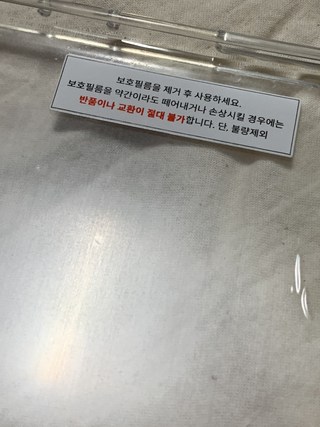 보호필름을 제거 후 사용하세요.
보호필름을 약간이라도 떼어내거나 손상시킬 경우에는
반품이나 교환이 절대 불가합니다. 단, 불량제외